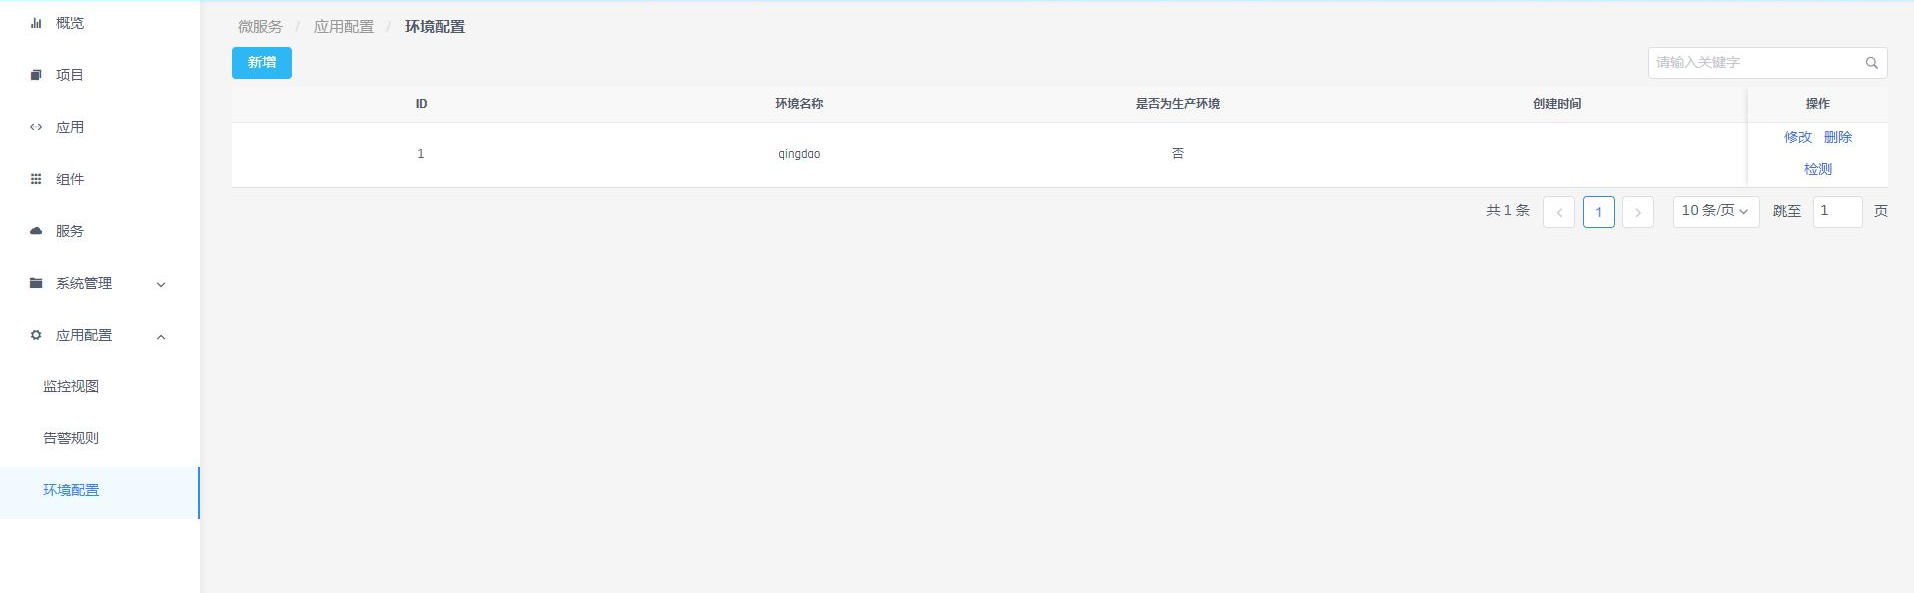 概览
项目
应用
组件
服务
系统管理
应用配置
监控视图
告警规则
环境配置
微服务 / 应用配置 / 环境配置
新增
请输入关键字
ID 环境名称 是否为生产环境 创建时间 操作
1 qingdao 否 修改 删除
检测
共 1 条 1 10 条/页 跳至 1 页